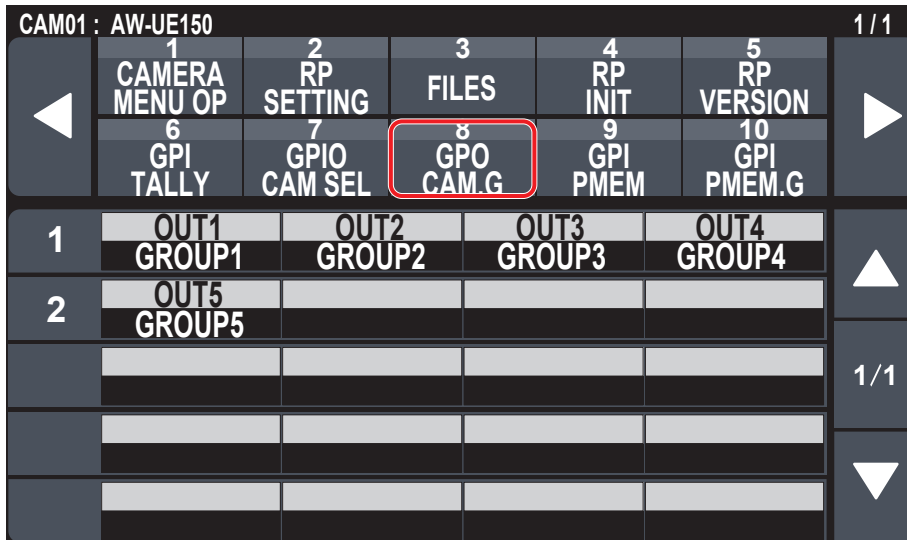 CAM01 : AW-UE150 1 / 1
1 2 3 4 5
CAMERA MENU OP RP SETTING FILES RP INIT RP VERSION
6 7 8 9 10
GPI TALLY GPIO CAM SEL GPO CAM.G GPI PMEM GPI PMEM.G
1 OUT1 OUT2 OUT3 OUT4
GROUP1 GROUP2 GROUP3 GROUP4
2 OUT5
GROUP5
1/1